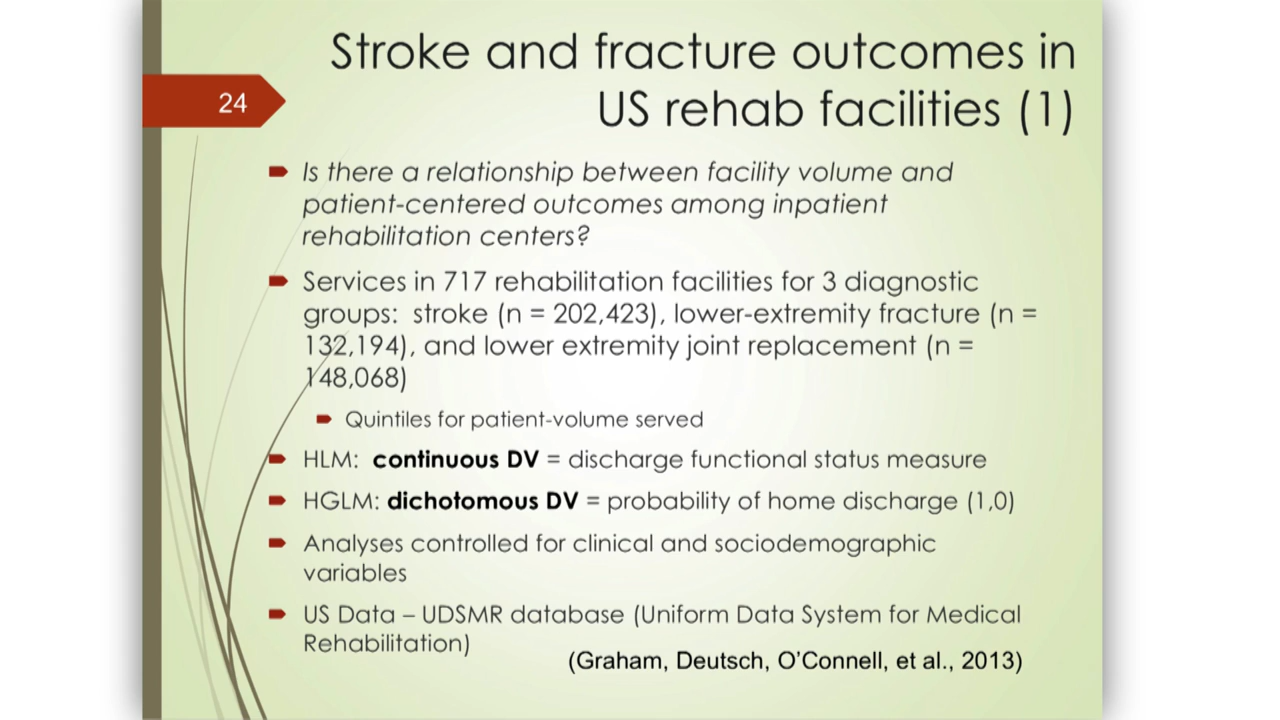 Stroke and fracture outcomes in
US rehab facilities (1)
24
Is there a relationship between facility volume and
patient-centered outcomes among inpatient
rehabilitation centers?
Services in 717 rehabilitation facilities for 3 diagnostic
groups:  stroke (n = 202,423), lower-extremity fracture (n =
132,194), and lower extremity joint replacement (n =
148,068)
Quintiles for patient-volume served
HLM:  continuous DV = discharge functional status measure
HGLM: dichotomous DV = probability of home discharge (1,0)
Analyses controlled for clinical and sociodemographic
variables
US Data – UDSMR database (Uniform Data System for Medical
Rehabilitation)
(Graham, Deutsch, O’Connell, et al., 2013)